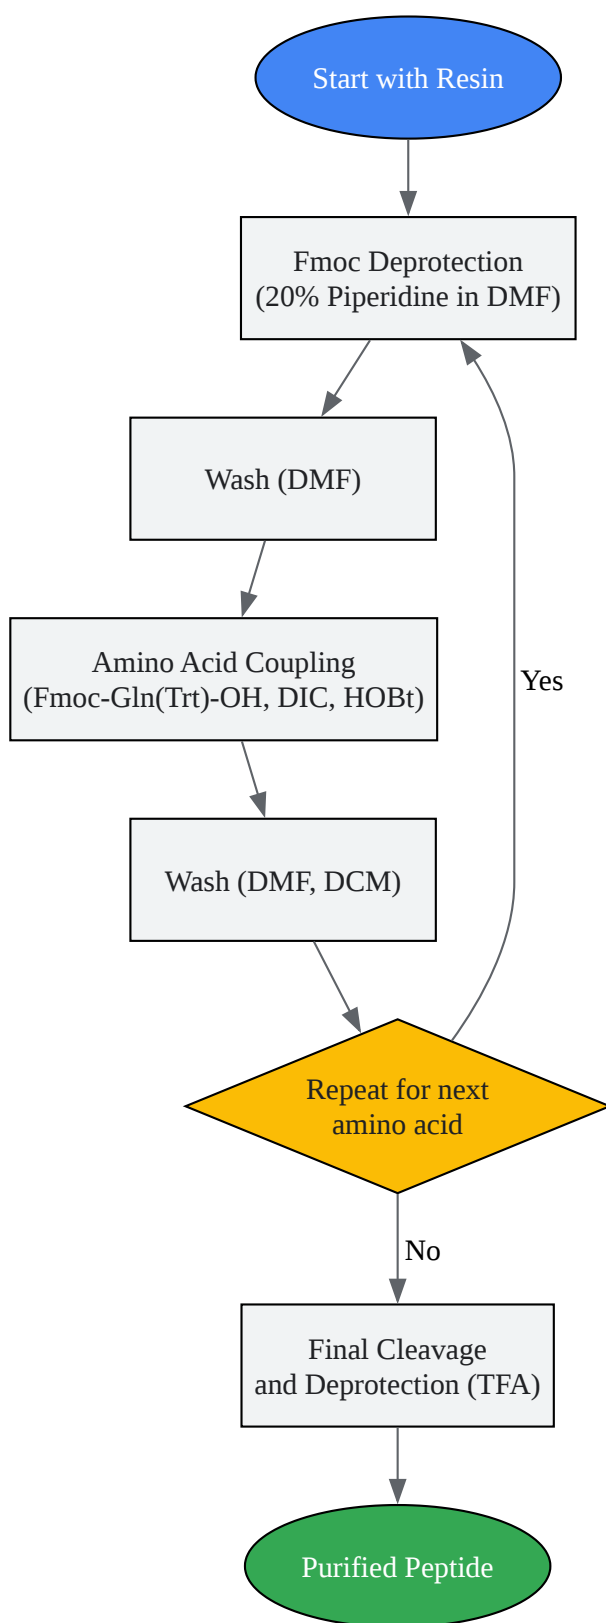 Start with Resin
Fmoc Deprotection
(20% Piperidine in DMF)
Wash (DMF)
Amino Acid Coupling
(Fmoc-Gln(Trt)-OH, DIC, HOBt)
Yes
Wash (DMF, DCM)
Repeat for next
amino acid
No
Final Cleavage
and Deprotection (TFA)
Purified Peptide